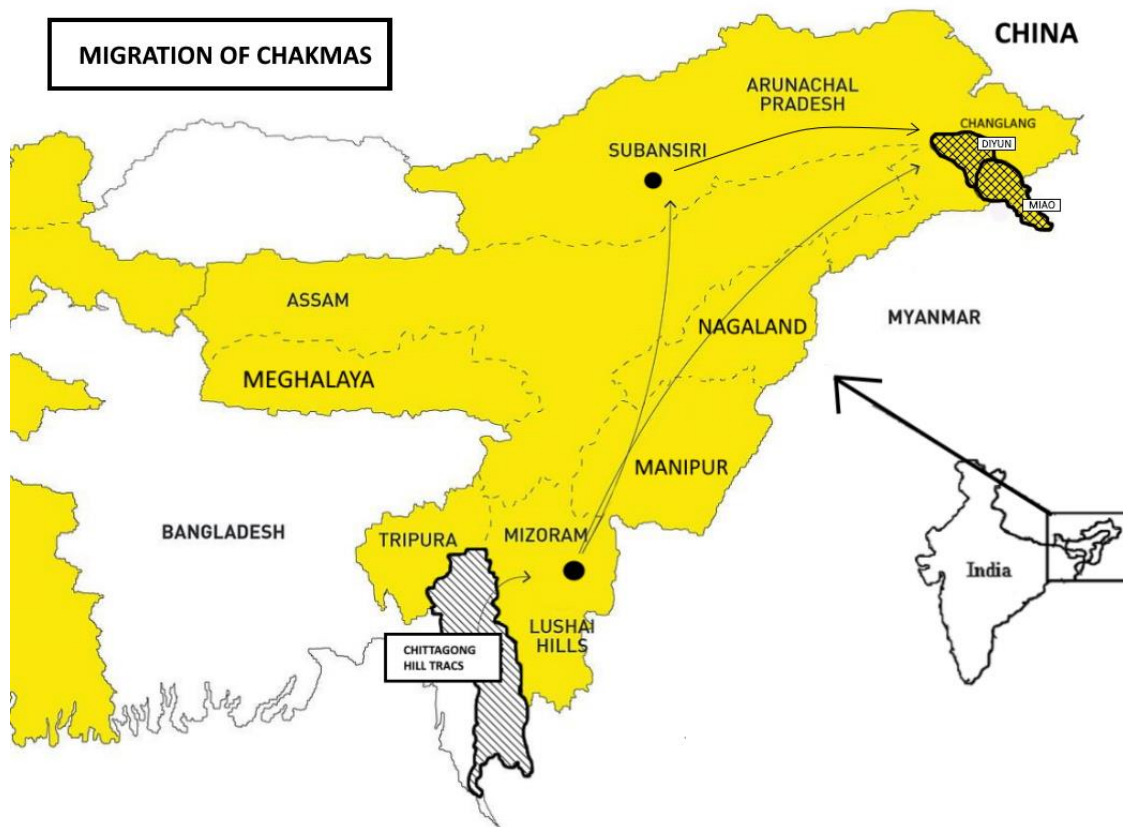 MIGRATION OF CHAKMAS
CHINA
ARUNACHAL
PRADESH
CHANGLANG
DIYUN
SUBANSIRI
MIAO
ASSAM
NAGALAND
MYANMAR
MEGHALAYA
MANIPUR
BANGLADESH
TRIPURA
MIZORAM
India
LUSHAI
HILLS
CHITTAGONG
HILL TRACS